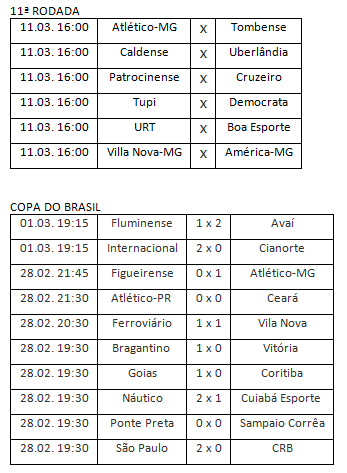 11ª RODADA
11.03. 16:00 Atlético-MG X Tombense
11.03. 16:00 Caldense X Uberlândia
11.03. 16:00 Patrocinense X Cruzeiro
11.03. 16:00 Tupi X Democrata
11.03. 16:00 URT X Boa Esporte
11.03. 16:00 Villa Nova-MG X América-MG
COPA DO BRASIL
01.03. 19:15 Fluminense 1 x 2 Avaí
01.03. 19:15 Internacional 2 x 0 Cianorte
28.02. 21:45 Figueirense 0 x 1 Atlético-MG
28.02. 21:30 Atlético-PR 0 x 0 Ceará
28.02. 20:30 Ferroviário 1 x 1 Vila Nova
28.02. 19:30 Bragantino 1 x 0 Vitória
28.02. 19:30 Goias 1 x 0 Coritiba
28.02. 19:30 Náutico 2 x 1 Cuiabá Esporte
28.02. 19:30 Ponte Preta 0 x 0 Sampaio Corrêa
28.02. 19:30 São Paulo 2 x 0 CRB